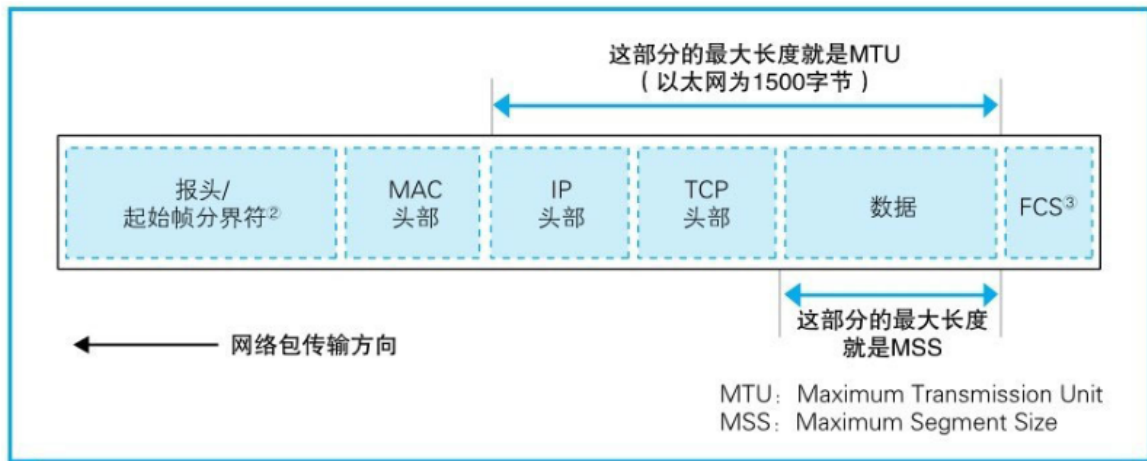 这部分的最大长度就是MTU
（以太网为1500字节）
报头/
起始帧分界符②
MAC
头部
IP
头部
TCP
头部
数据
FCS③
这部分的最大长度
就是MSS
网络包传输方向
MTU：Maximum Transmission Unit
MSS：Maximum Segment Size